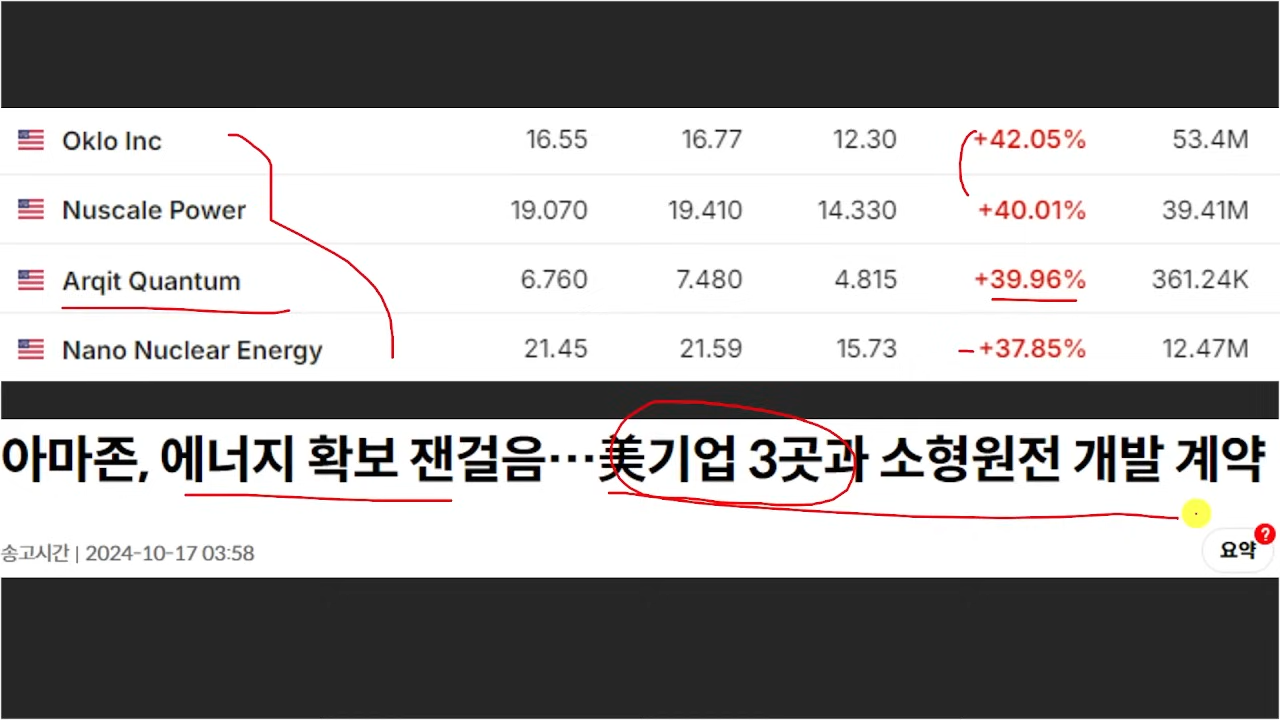 Oklo Inc 16.55 16.77 12.30 +42.05% 53.4M
Nuscale Power 19.070 19.410 14.330 +40.01% 39.41M
Arqit Quantum 6.760 7.480 4.815 +39.96% 361.24K
Nano Nuclear Energy 21.45 21.59 15.73 +37.85% 12.47M
아마존, 에너지 확보 잰걸음…美기업 3곳과 소형원전 개발 계약
송고시간 | 2024-10-17 03:58
요약 ?